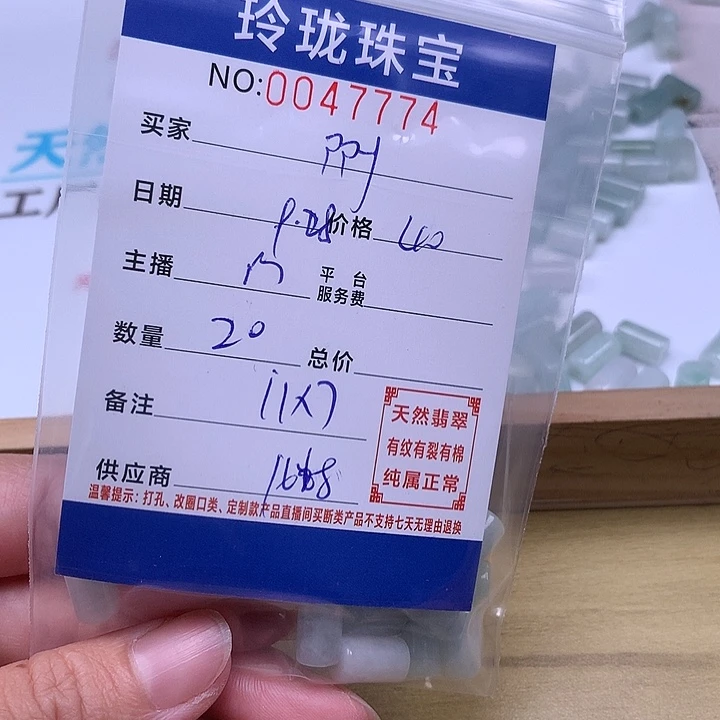 玲珑珠宝
NO:0047774
买家
日期 9.28 价格 40
主播 平台服务费
数量 20 总价
备注 11X7
供应商 1688
天然翡翠
有纹有裂有棉
纯属正常
温馨提示：打孔、改圈口类、定制款产品直播间买断类产品不支持七天无理由退换